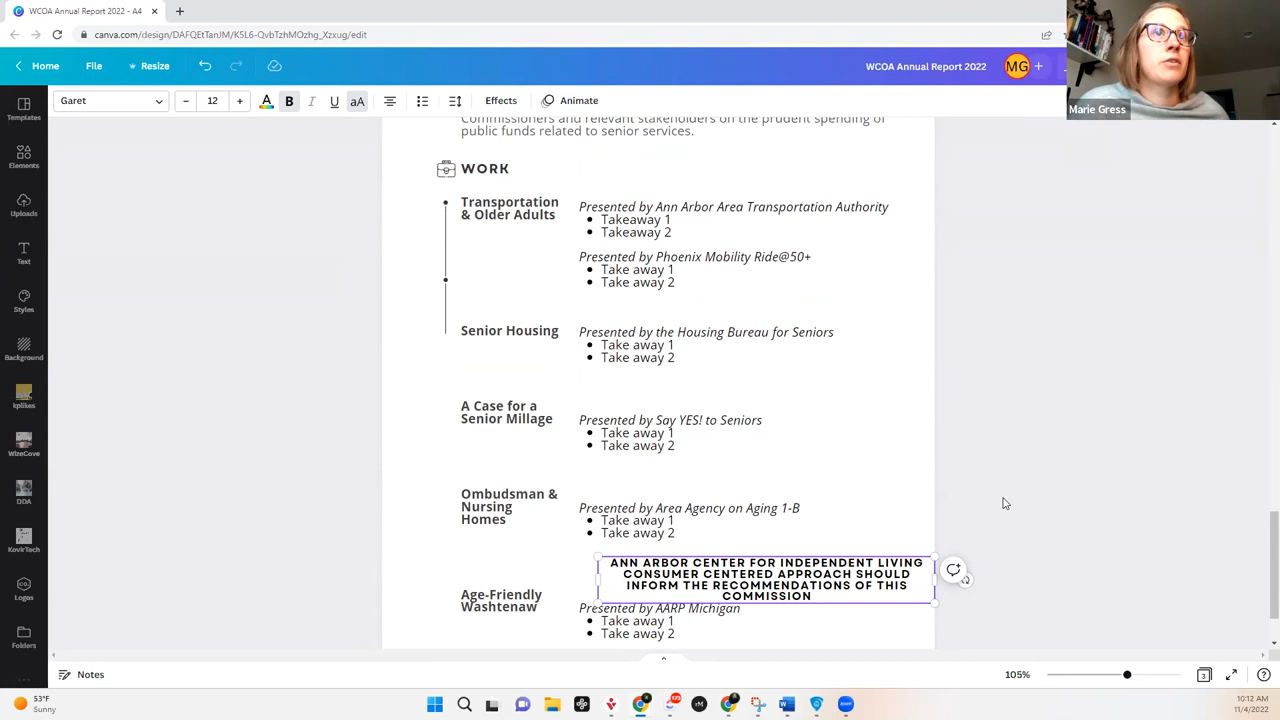 WCOA Annual Report 2022 - A4
canva.com/design/DAFQEtTanJM/K5L6-QvbTzhMOzhg_Xzxug/edit
Home
File
Resize
WCOA Annual Report 2022
MG
Marie Gress
Garet
12
A
B
I
U
aA
Effects
Animate
Templates
Elements
Uploads
Text
Styles
Background
kplikes
WizeCove
DDA
KovirTech
Logos
Folders
Commissioners and relevant stakeholders on the prudent spending of
public funds related to senior services.
WORK
Transportation
& Older Adults
Presented by Ann Arbor Area Transportation Authority
Takeaway 1
Takeaway 2
Presented by Phoenix Mobility Ride@50+
Take away 1
Take away 2
Senior Housing
Presented by the Housing Bureau for Seniors
Take away 1
Take away 2
A Case for a
Senior Millage
Presented by Say YES! to Seniors
Take away 1
Take away 2
Ombudsman &
Nursing
Homes
Presented by Area Agency on Aging 1-B
Take away 1
Take away 2
ANN ARBOR CENTER FOR INDEPENDENT LIVING
CONSUMER CENTERED APPROACH SHOULD
INFORM THE RECOMMENDATIONS OF THIS
COMMISSION
Age-Friendly
Washtenaw
Presented by AARP Michigan
Take away 1
Take away 2
Notes
105%
3
53°F
Sunny
10:12 AM
11/4/2022